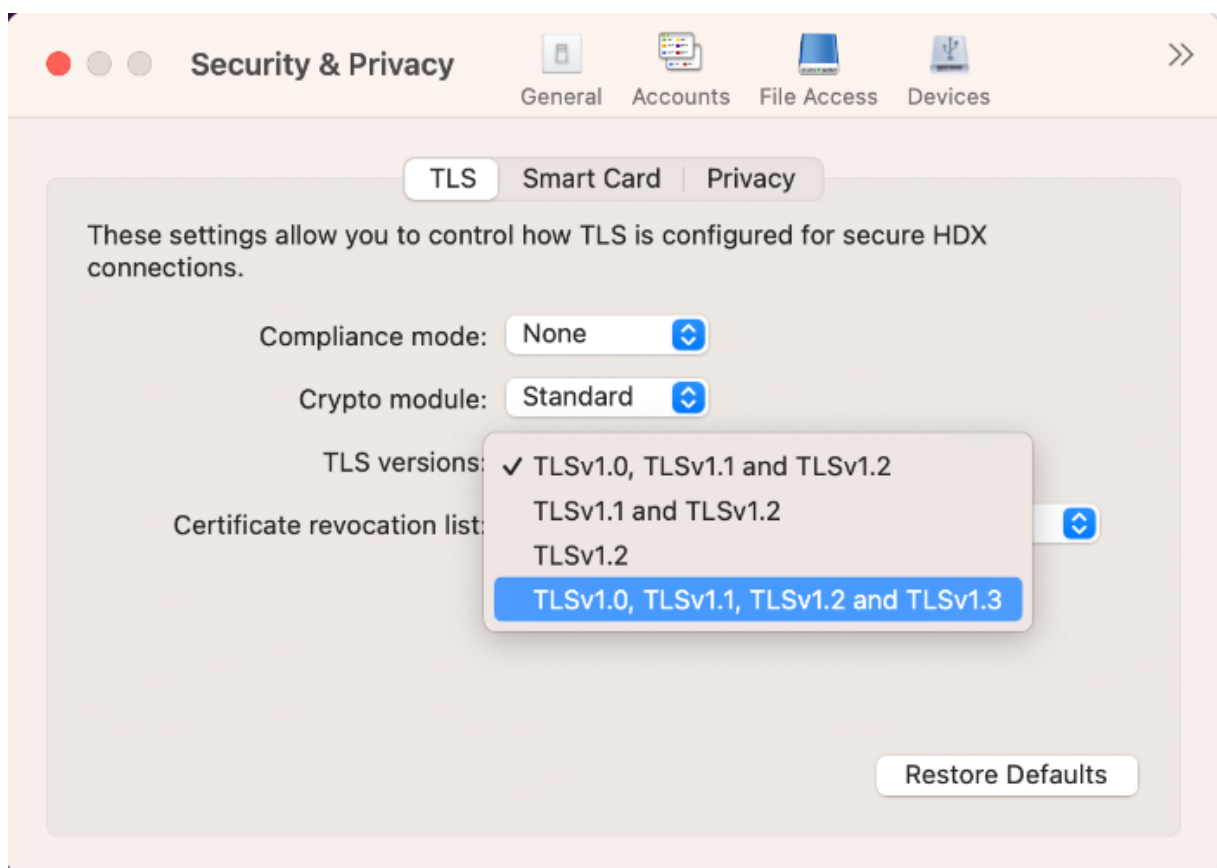 Security & Privacy
General
Accounts
File Access
Devices
TLS
Smart Card
Privacy
These settings allow you to control how TLS is configured for secure HDX
connections.
Compliance mode: None
Crypto module: Standard
TLS versions: ✓ TLSv1.0, TLSv1.1 and TLSv1.2
TLSv1.1 and TLSv1.2
Certificate revocation list:
TLSv1.2
TLSv1.0, TLSv1.1, TLSv1.2 and TLSv1.3
Restore Defaults